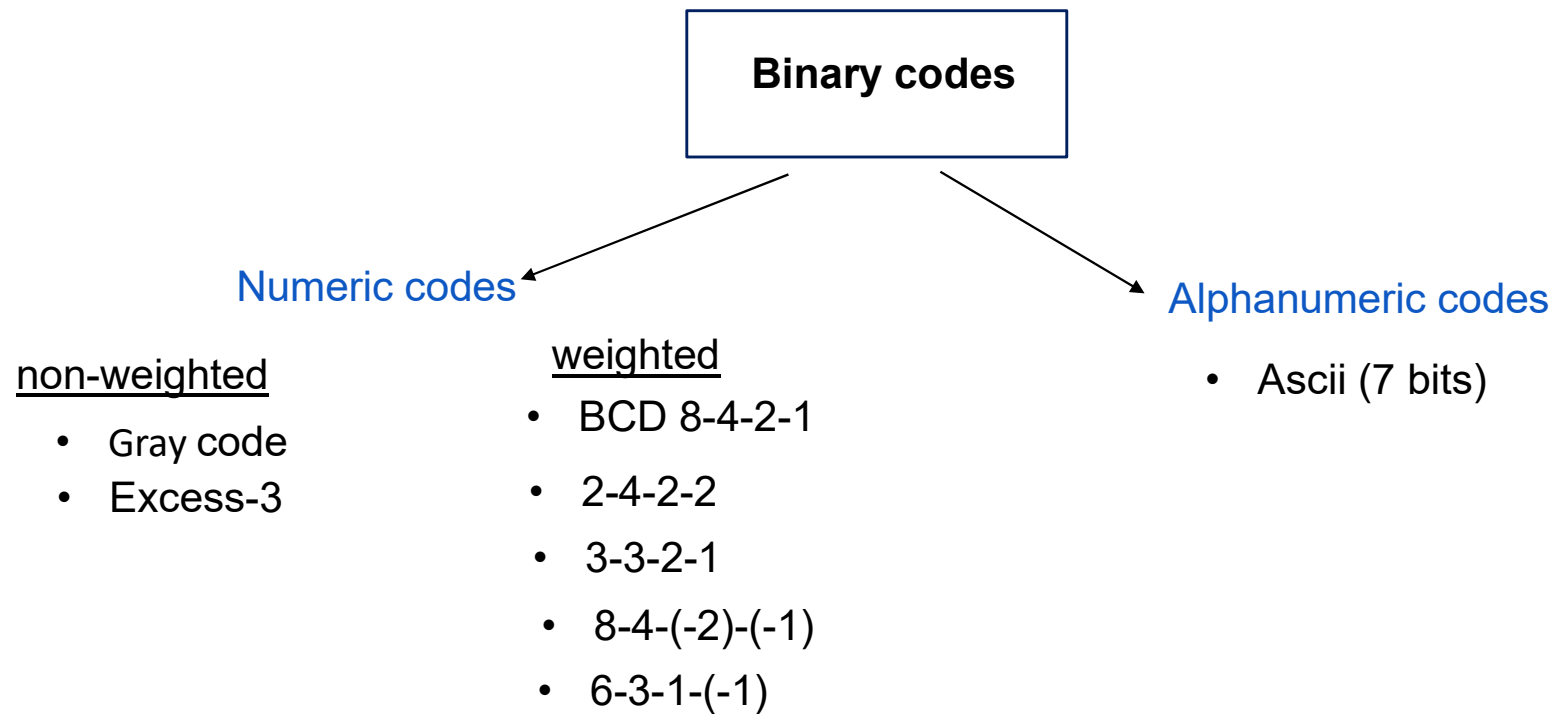 Binary codes
Numeric codes
Alphanumeric codes
non-weighted
• Gray code
• Excess-3
weighted
• BCD 8-4-2-1
• 2-4-2-2
• 3-3-2-1
• 8-4-(-2)-(-1)
• 6-3-1-(-1)
• Ascii (7 bits)